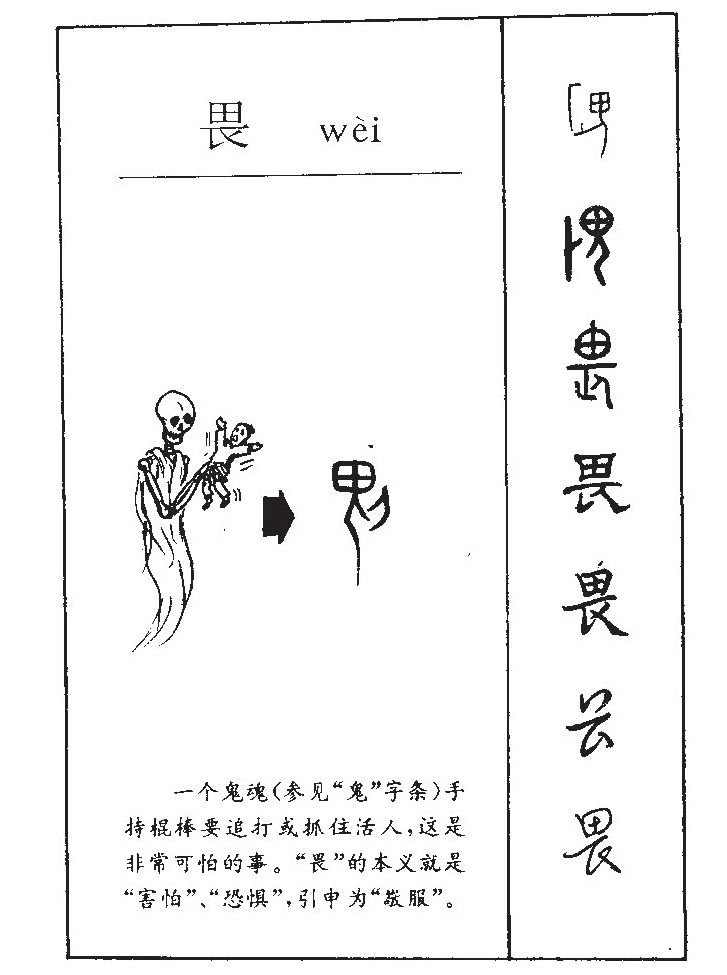 畏 wèi
一个鬼魂(参见“鬼”字条)手
持棍棒要追打或抓住活人,这是
非常可怕的事。“畏”的本义就是
“害怕”、“恐惧”,引申为“敬服”。
畏
畏
畏